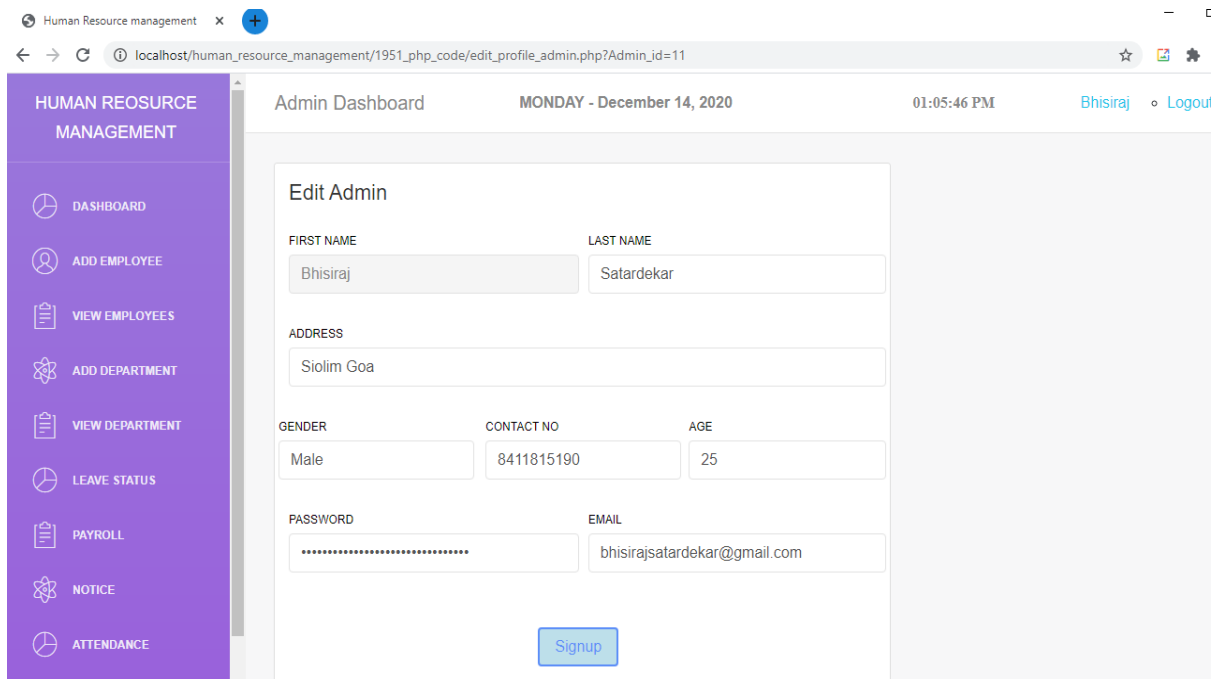 Human Resource management
localhost/human_resource_management/1951_php_code/edit_profile_admin.php?Admin_id=11
HUMAN REOSURCE
MANAGEMENT
DASHBOARD
ADD EMPLOYEE
VIEW EMPLOYEES
ADD DEPARTMENT
VIEW DEPARTMENT
LEAVE STATUS
PAYROLL
NOTICE
ATTENDANCE
Admin Dashboard MONDAY - December 14, 2020 01:05:46 PM Bhisiraj Logout
Edit Admin
FIRST NAME LAST NAME
Bhisiraj Satardekar
ADDRESS
Siolim Goa
GENDER CONTACT NO AGE
Male 8411815190 25
PASSWORD EMAIL
•••••••••••••••••••••••••••••••• bhisirajsatardekar@gmail.com
Signup